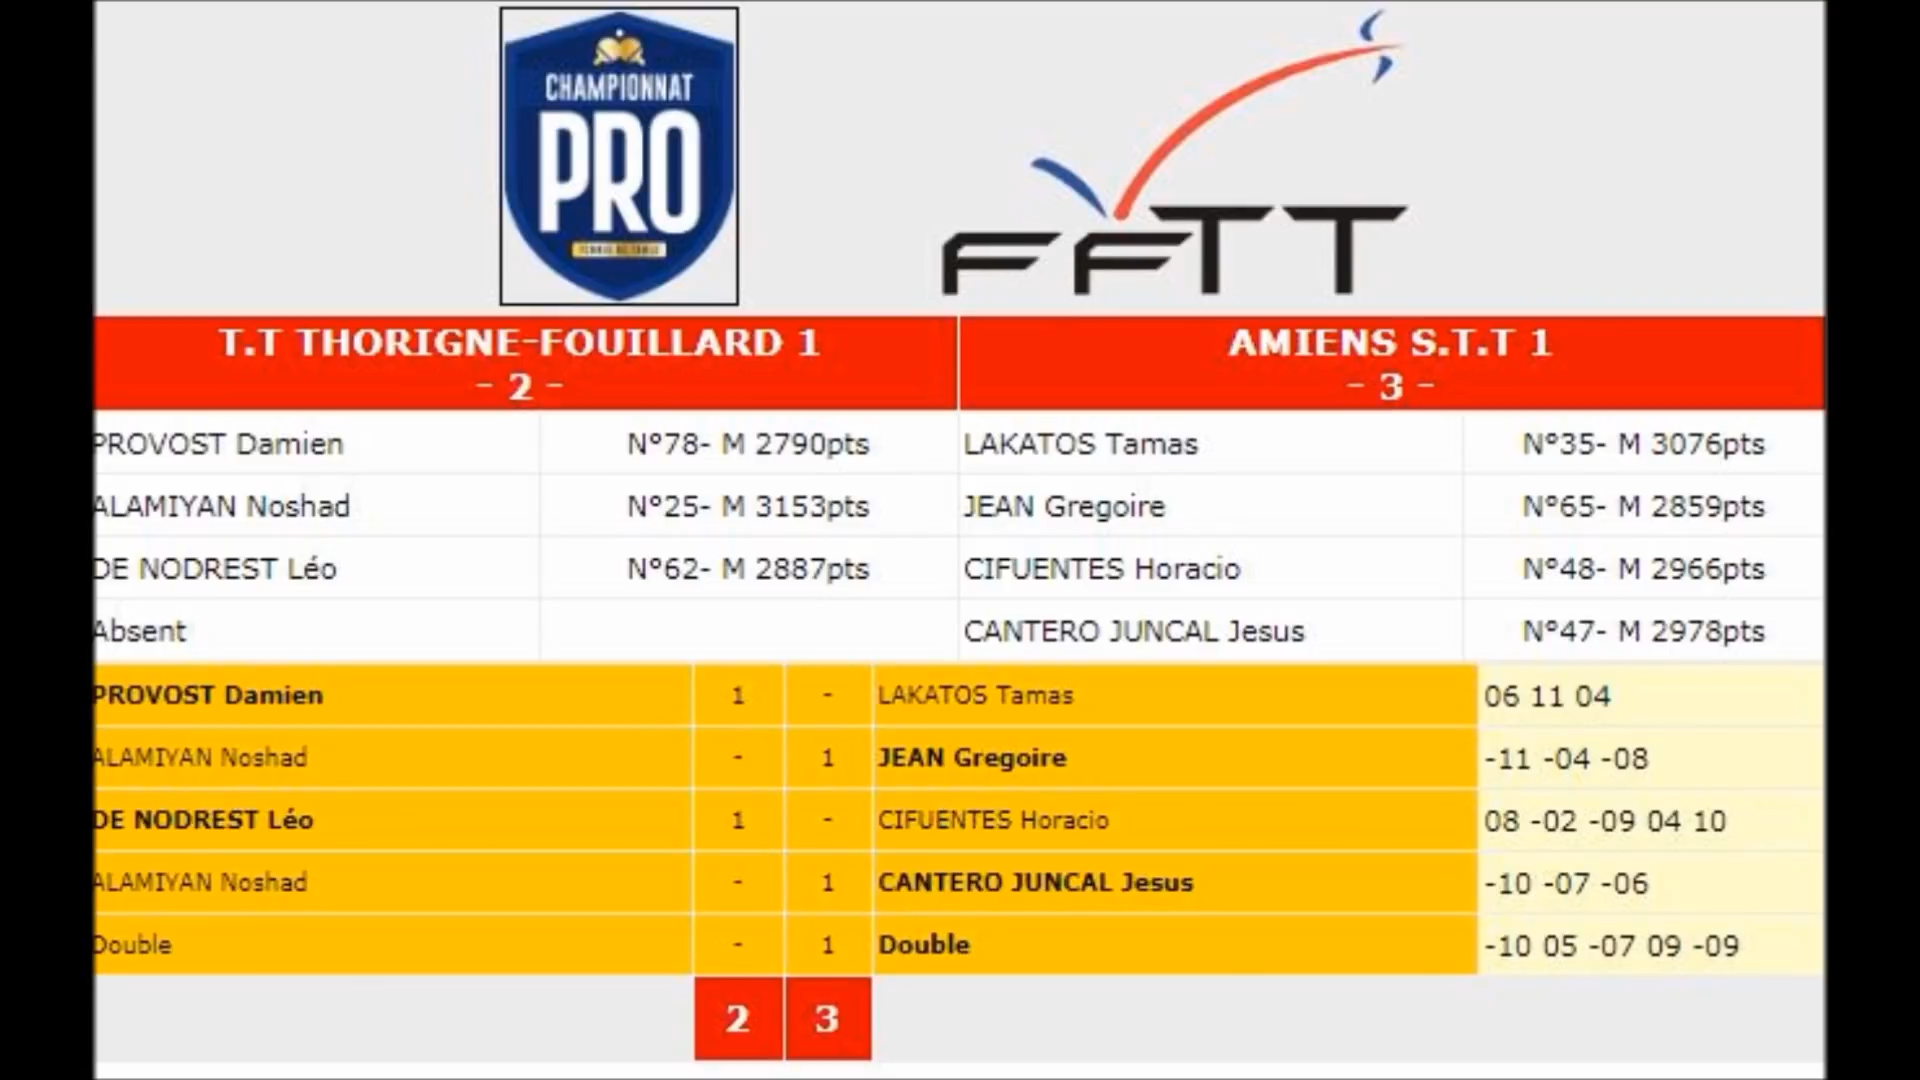 CHAMPIONNAT
PRO
TENNIS DE TABLE
FFTT
T.T THORIGNE-FOUILLARD 1
- 2 -
AMIENS S.T.T 1
- 3 -
PROVOST Damien N°78- M 2790pts LAKATOS Tamas N°35- M 3076pts
ALAMIYAN Noshad N°25- M 3153pts JEAN Gregoire N°65- M 2859pts
DE NODREST Léo N°62- M 2887pts CIFUENTES Horacio N°48- M 2966pts
Absent CANTERO JUNCAL Jesus N°47- M 2978pts
PROVOST Damien 1 - LAKATOS Tamas 06 11 04
ALAMIYAN Noshad - 1 JEAN Gregoire -11 -04 -08
DE NODREST Léo 1 - CIFUENTES Horacio 08 -02 -09 04 10
ALAMIYAN Noshad - 1 CANTERO JUNCAL Jesus -10 -07 -06
Double - 1 Double -10 05 -07 09 -09
2 3